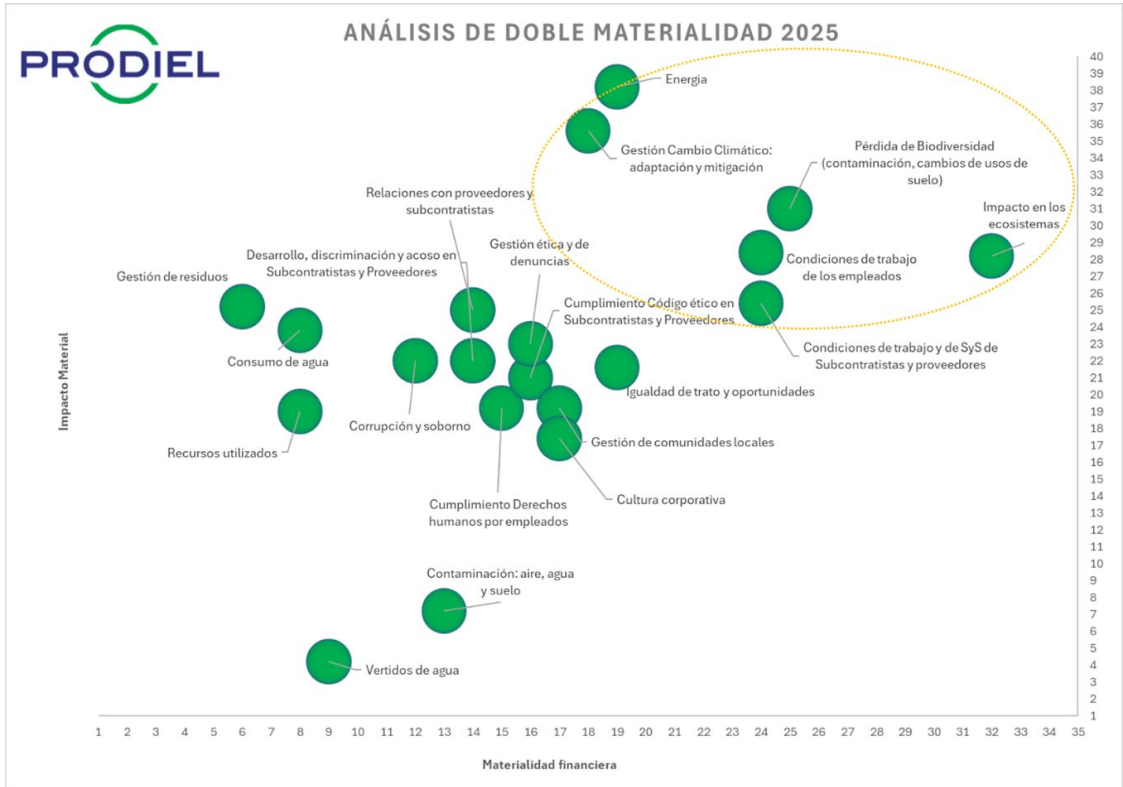 ANÁLISIS DE DOBLE MATERIALIDAD 2025
PRODIEL
Energia
Gestión Cambio Climático:
adaptación y mitigación
Pérdida de Biodiversidad
(contaminación, cambios de usos de
suelo)
Impacto en los
ecosistemas
Relaciones con proveedores y
subcontratistas
Gestión ética y de
denuncias
Desarrollo, discriminación y acoso en
Subcontratistas y Proveedores
Condiciones de trabajo
de los empleados
Gestión de residuos
Cumplimiento Código ético en
Subcontratistas y Proveedores
Consumo de agua
Condiciones de trabajo y de SyS de
Subcontratistas y proveedores
Igualdad de trato y oportunidades
Corrupción y soborno
Gestión de comunidades locales
Recursos utilizados
Cultura corporativa
Cumplimiento Derechos
humanos por empleados
Contaminación: aire, agua
y suelo
Vertidos de agua
Impacto Material
40
39
38
37
36
35
34
33
32
31
30
29
28
27
26
25
24
23
22
21
20
19
18
17
16
15
14
13
12
11
10
9
8
7
6
5
4
3
2
1
1 2 3 4 5 6 7 8 9 10 11 12 13 14 15 16 17 18 19 20 21 22 23 24 25 26 27 28 29 30 31 32 33 34 35
Materialidad financiera